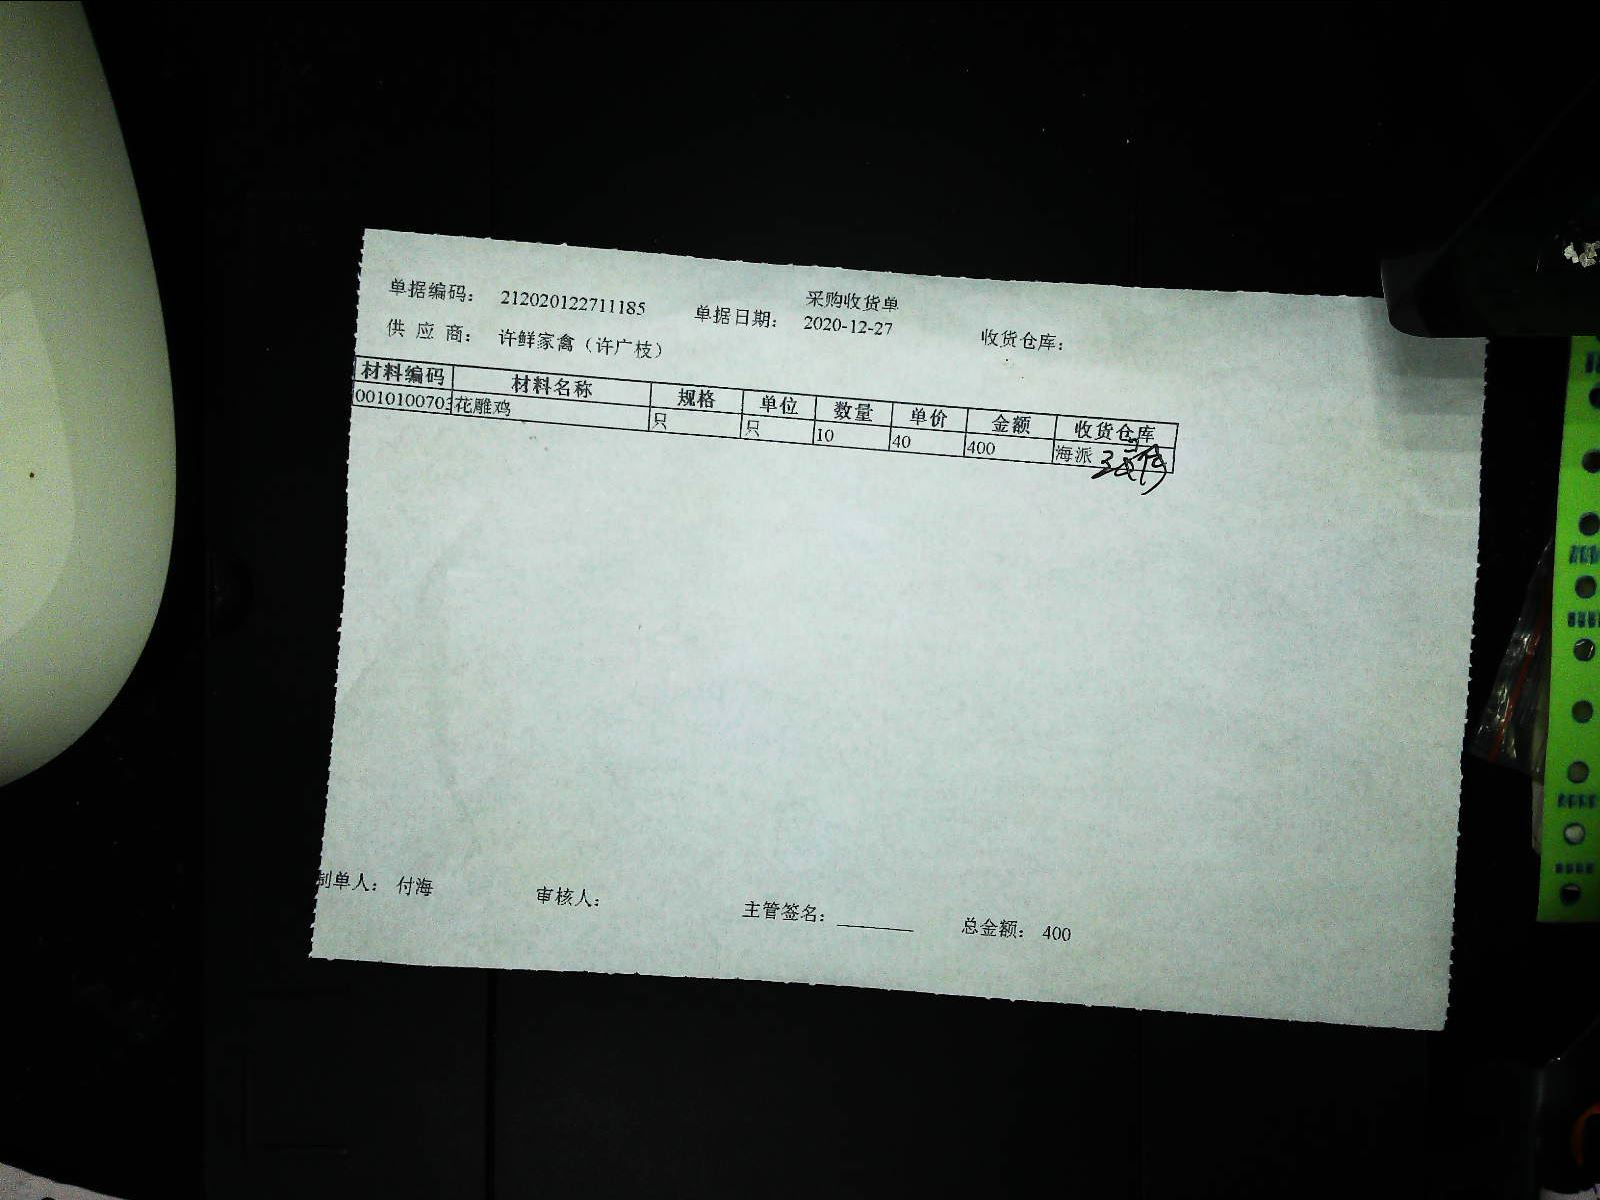 采购收货单
单据编码： 212020122711185 单据日期： 2020-12-27 收货仓库：
供 应 商： 许鲜家禽（许广枝）
材料编码 材料名称 规格 单位 数量 单价 金额 收货仓库
0010100703 花雕鸡 只 只 10 40 400 海派
制单人： 付海 审核人： 主管签名： 总金额： 400